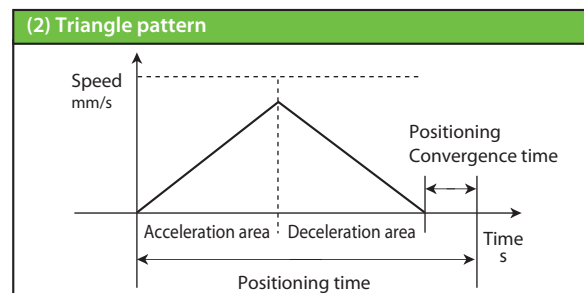 (2) Triangle pattern
Speed
mm/s
Positioning
Convergence time
Acceleration area
Deceleration area
Time
s
Positioning time